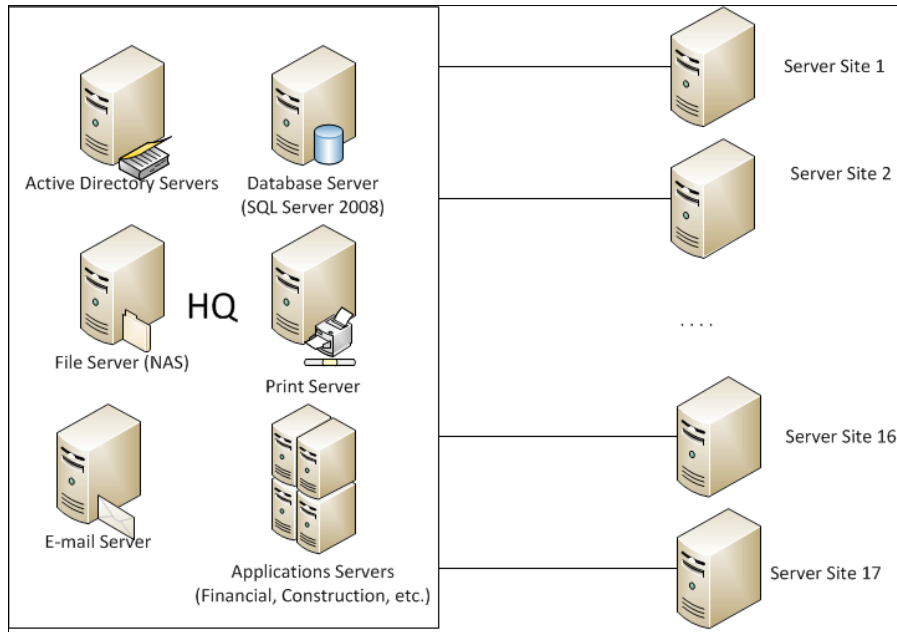 Active Directory Servers
Database Server
(SQL Server 2008)
HQ
File Server (NAS)
Print Server
E-mail Server
Applications Servers
(Financial, Construction, etc.)
Server Site 1
Server Site 2
. . . .
Server Site 16
Server Site 17